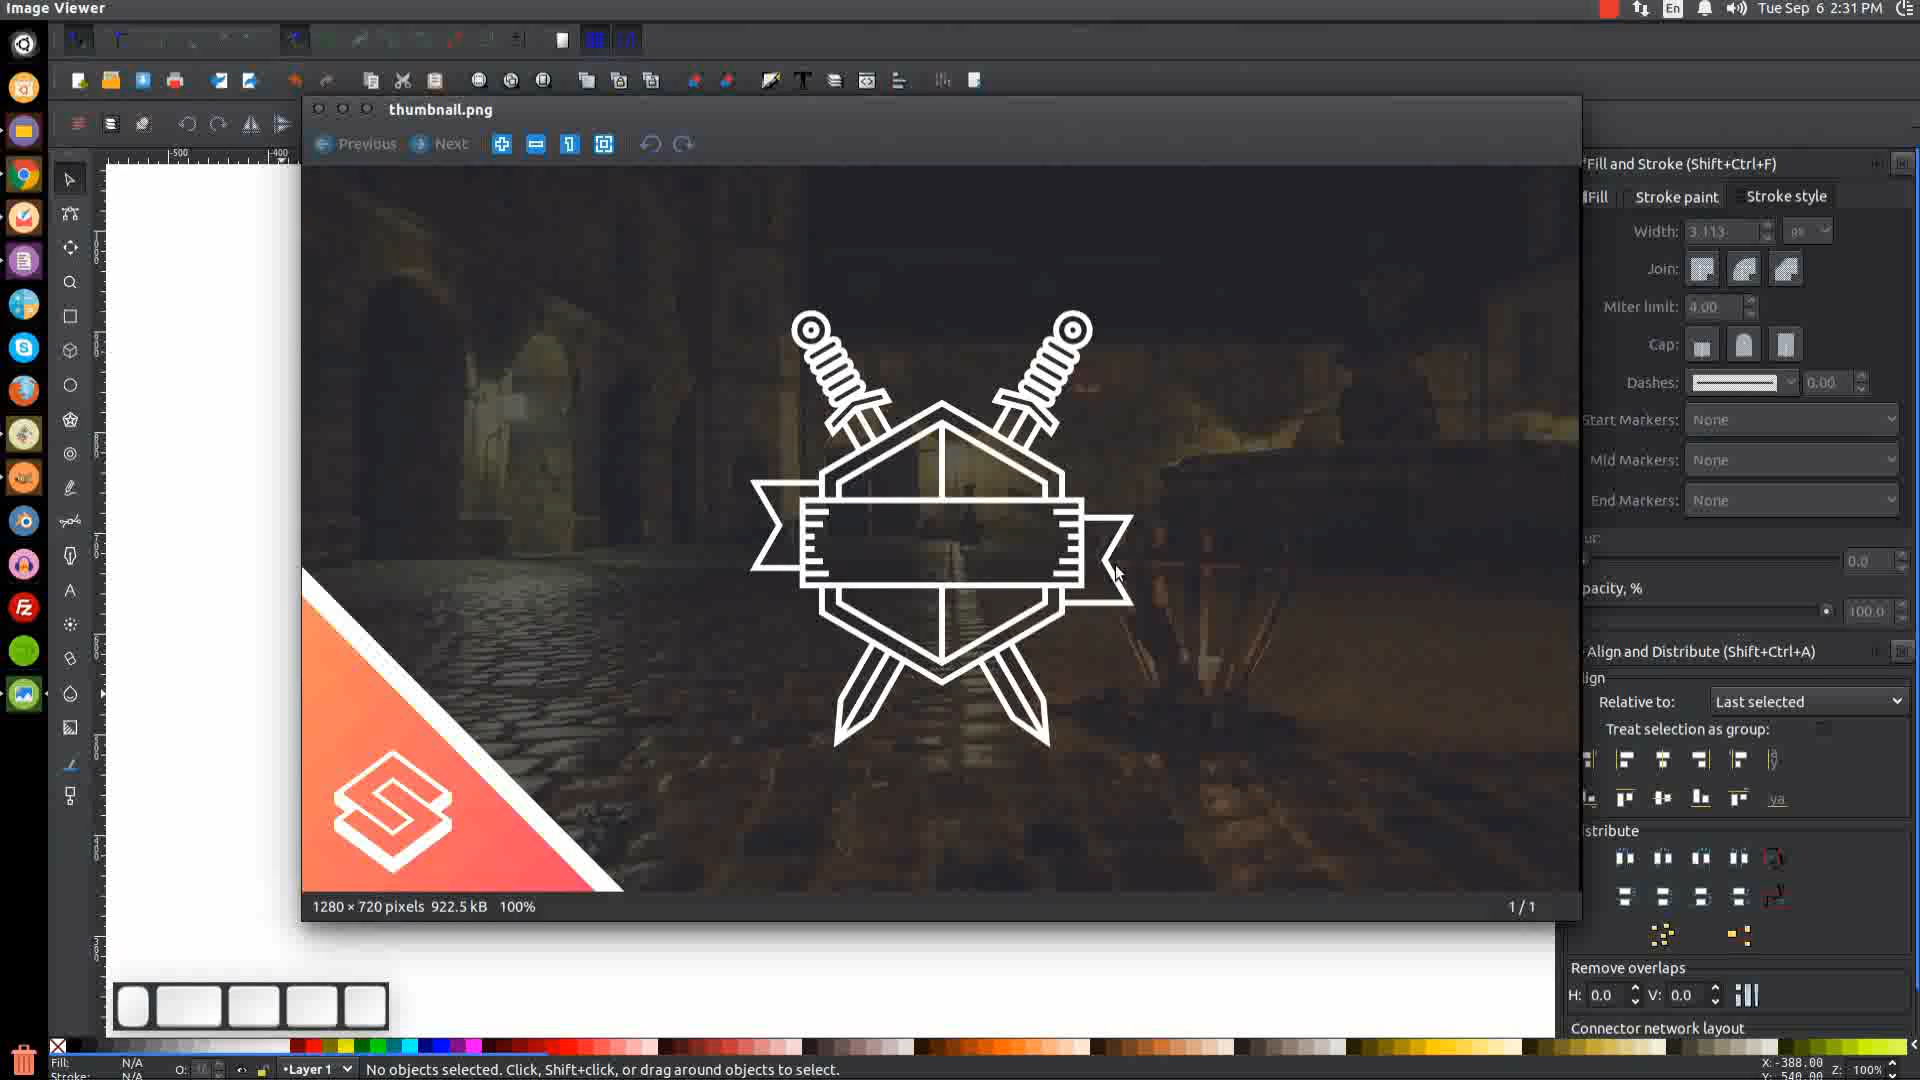 Image Viewer
En
Tue Sep 6 2:31 PM
thumbnail.png
Previous
Next
-500
-400
Fill and Stroke (Shift+Ctrl+F)
Fill
Stroke paint
Stroke style
Width:
3.113
px
Join:
Miter limit:
4.00
Cap:
Dashes:
0.00
Start Markers:
None
Mid Markers:
None
End Markers:
None
0.0
pacity, %
100.0
Align and Distribute (Shift+Ctrl+A)
lign
Relative to:
Last selected
Treat selection as group:
istribute
Remove overlaps
H: 0.0
V: 0.0
Connector network layout
1280 × 720 pixels 922.5 kB 100%
1 / 1
Fill:
N/A
Stroke:
N/A
O:
•Layer 1
No objects selected. Click, Shift+click, or drag around objects to select.
X: -388.00
Y: 540.00
Z: 100%